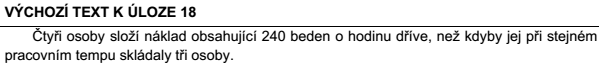 VÝCHOZÍ TEXT K ÚLOZE 18
Čtyři osoby složí náklad obsahující 240 beden o hodinu dříve, než kdyby jej při stejném
pracovním tempu skládaly tři osoby.